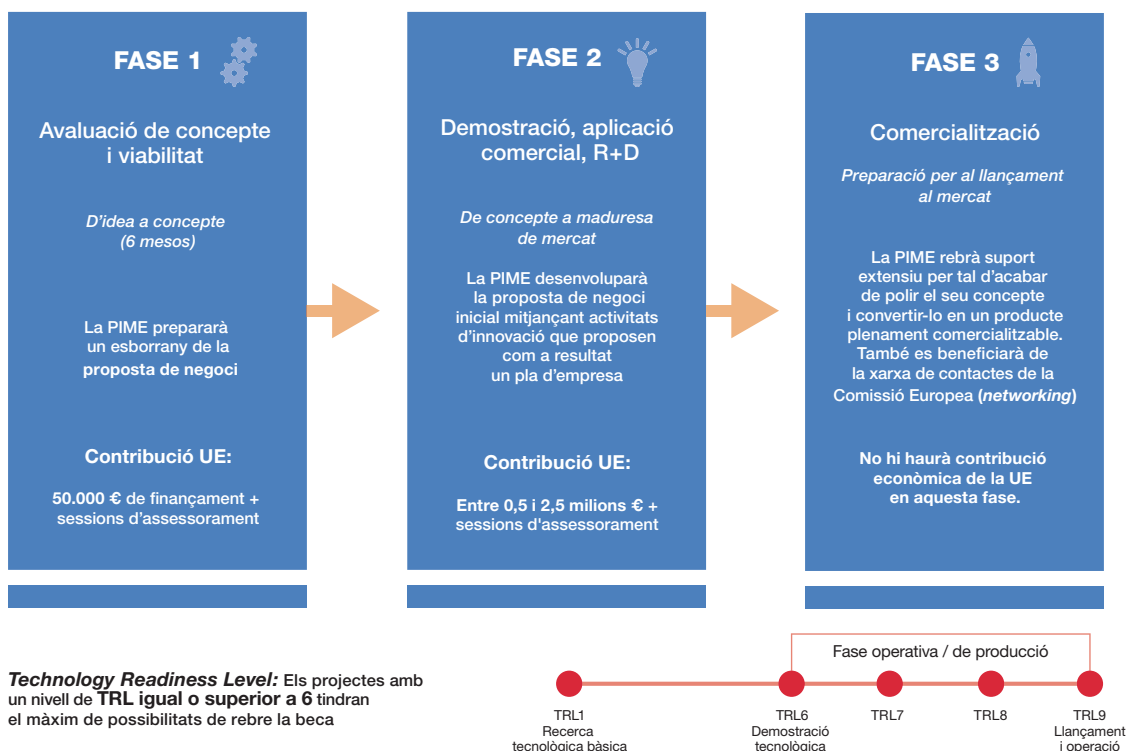 FASE 1
Avaluació de concepte
i viabilitat
D'idea a concepte
(6 mesos)
La PIME prepararà
un esborrany de la
proposta de negoci
Contribució UE:
50.000 € de finançament +
sessions d'assessorament
FASE 2
Demostració, aplicació
comercial, R+D
De concepte a maduresa
de mercat
La PIME desenvoluparà
la proposta de negoci
inicial mitjançant activitats
d'innovació que proposen
com a resultat
un pla d'empresa
Contribució UE:
Entre 0,5 i 2,5 milions € +
sessions d'assessorament
FASE 3
Comercialització
Preparació per al llançament
al mercat
La PIME rebrà suport
extensiu per tal d'acabar
de polir el seu concepte
i convertir-lo en un producte
plenament comercialitzable.
També es beneficiarà de
la xarxa de contactes de la
Comissió Europea (networking)
No hi haurà contribució
econòmica de la UE
en aquesta fase.
Technology Readiness Level: Els projectes amb
un nivell de TRL igual o superior a 6 tindran
el màxim de possibilitats de rebre la beca
Fase operativa / de producció
TRL1
Recerca
tecnològica bàsica
TRL6
Demostració
tecnològica
TRL7
TRL8
TRL9
Llançament
i operació